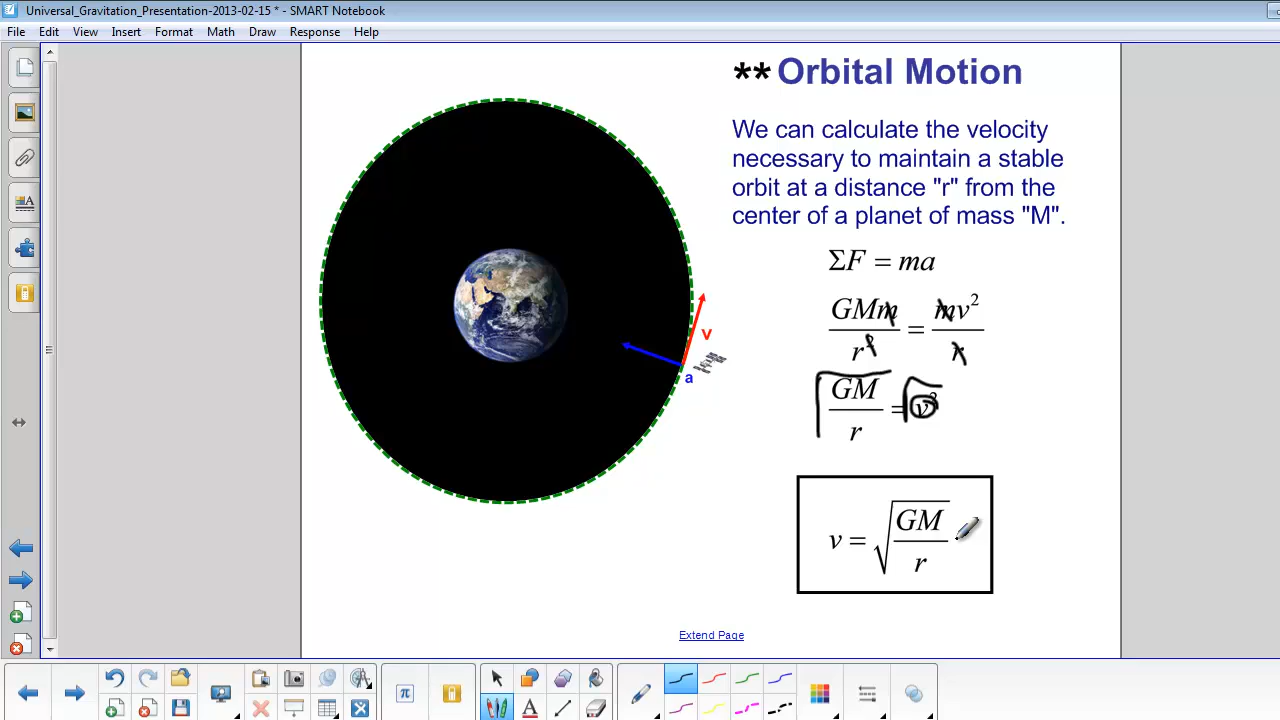 Universal_Gravitation_Presentation-2013-02-15 * - SMART Notebook
File Edit View Insert Format Math Draw Response Help
** Orbital Motion
We can calculate the velocity
necessary to maintain a stable
orbit at a distance "r" from the
center of a planet of mass "M".
ΣF = ma
GMm / r² = mv² / r
GM / r = v²
v = √(GM / r)
v
a
Extend Page
π
A
A